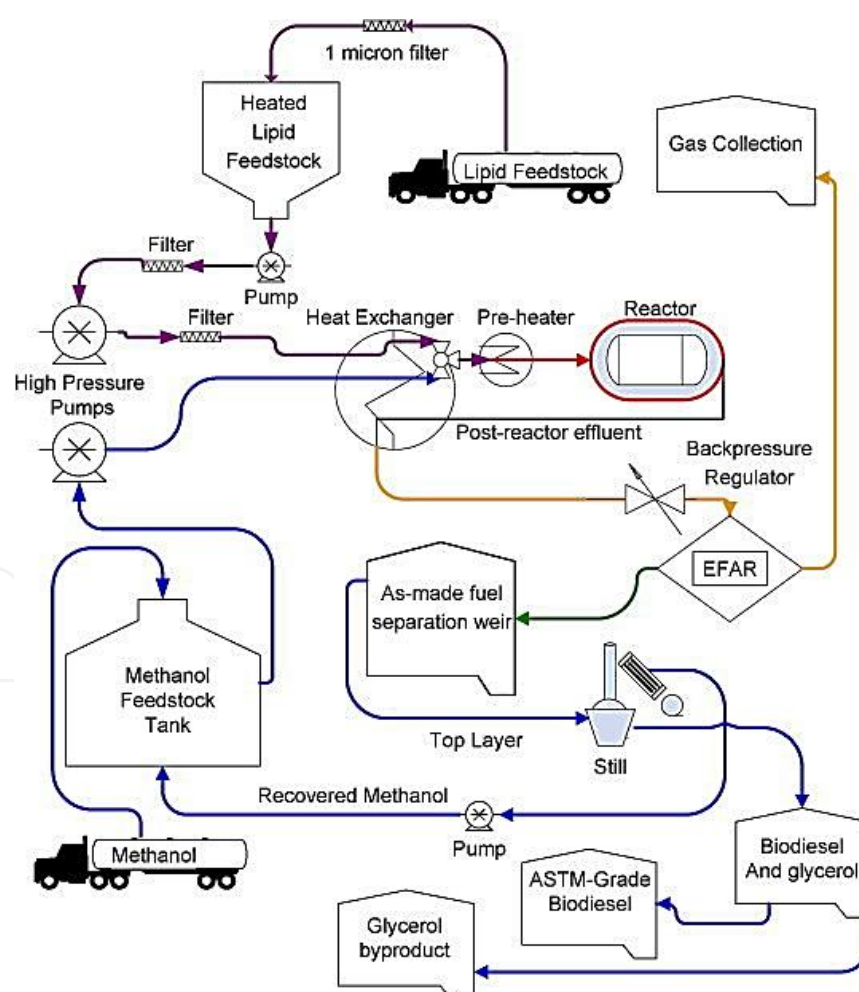 1 micron filter
Heated
Lipid
Feedstock
Lipid Feedstock
Gas Collection
Filter
Pump
Filter
Heat Exchanger
Pre-heater
Reactor
High Pressure
Pumps
Post-reactor effluent
Backpressure
Regulator
EFAR
As-made fuel
separation weir
Methanol
Feedstock
Tank
Top Layer
Still
Recovered Methanol
Pump
Methanol
Biodiesel
And glycerol
ASTM-Grade
Biodiesel
Glycerol
byproduct